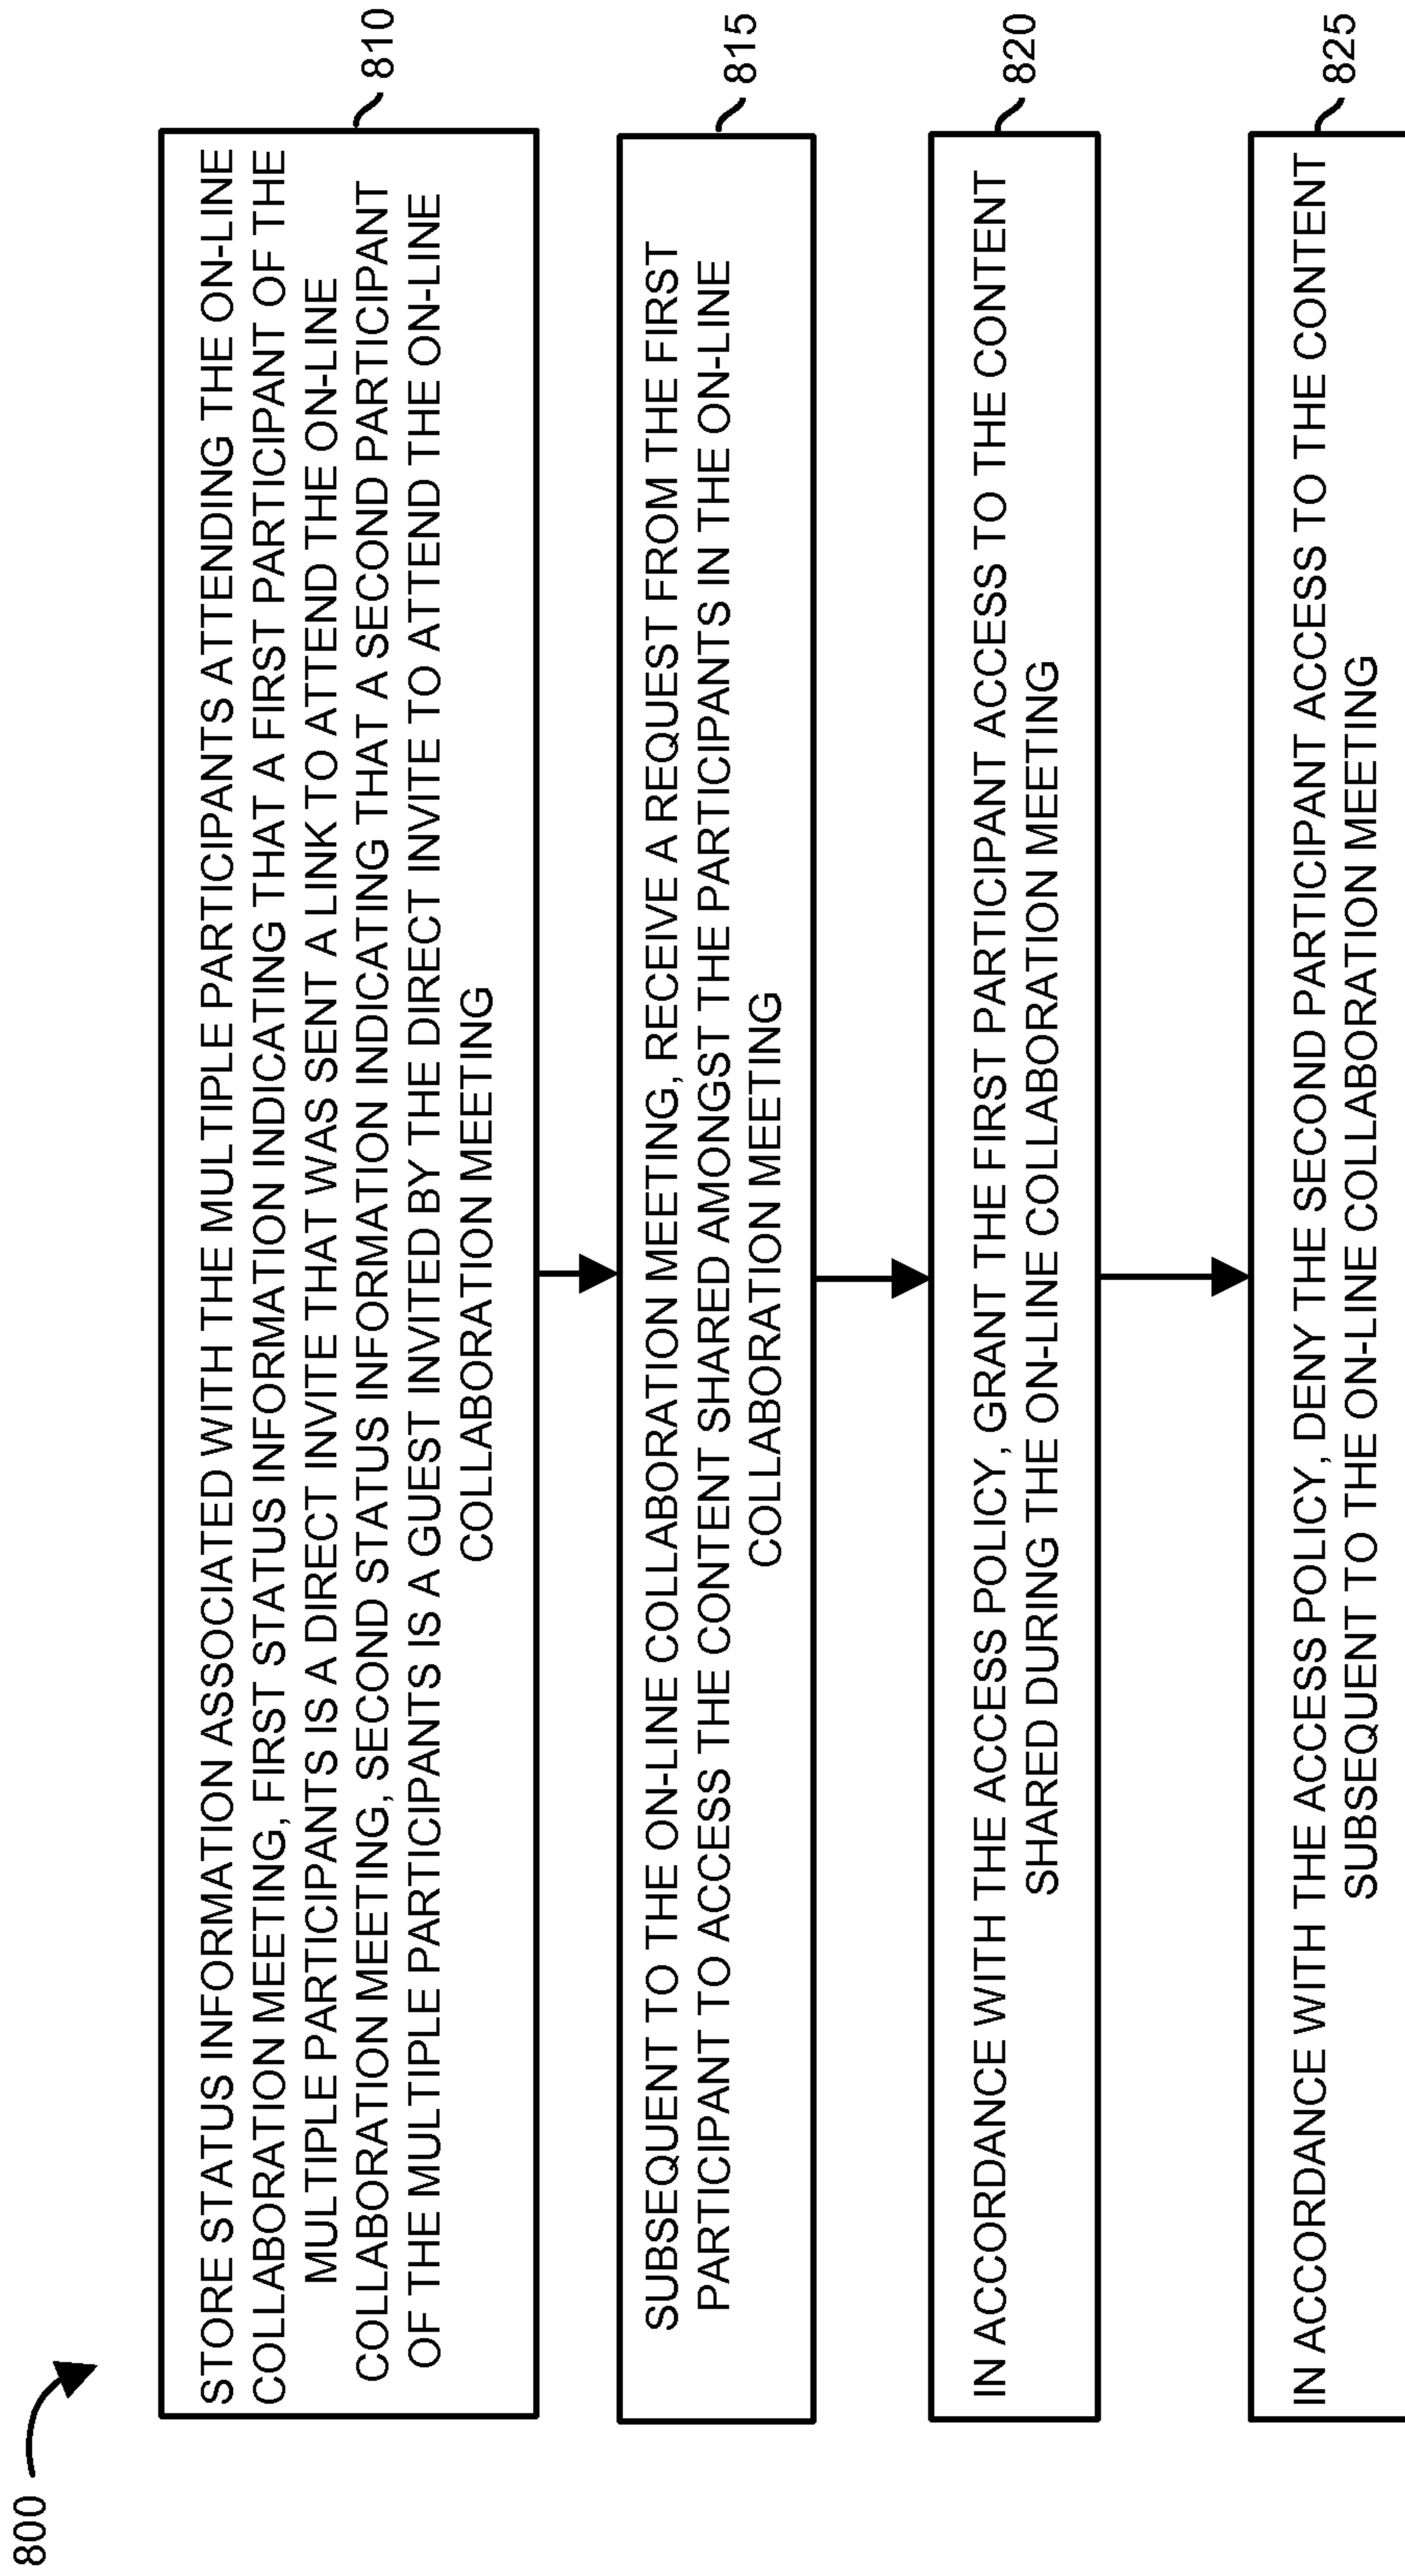 800
STORE STATUS INFORMATION ASSOCIATED WITH THE MULTIPLE PARTICIPANTS ATTENDING THE ON-LINE
COLLABORATION MEETING, FIRST STATUS INFORMATION INDICATING THAT A FIRST PARTICIPANT OF THE
MULTIPLE PARTICIPANTS IS A DIRECT INVITE THAT WAS SENT A LINK TO ATTEND THE ON-LINE
COLLABORATION MEETING, SECOND STATUS INFORMATION INDICATING THAT A SECOND PARTICIPANT
OF THE MULTIPLE PARTICIPANTS IS A GUEST INVITED BY THE DIRECT INVITE TO ATTEND THE ON-LINE
COLLABORATION MEETING
810
SUBSEQUENT TO THE ON-LINE COLLABORATION MEETING, RECEIVE A REQUEST FROM THE FIRST
PARTICIPANT TO ACCESS THE CONTENT SHARED AMONGST THE PARTICIPANTS IN THE ON-LINE
COLLABORATION MEETING
815
IN ACCORDANCE WITH THE ACCESS POLICY, GRANT THE FIRST PARTICIPANT ACCESS TO THE CONTENT
SHARED DURING THE ON-LINE COLLABORATION MEETING
820
IN ACCORDANCE WITH THE ACCESS POLICY, DENY THE SECOND PARTICIPANT ACCESS TO THE CONTENT
SUBSEQUENT TO THE ON-LINE COLLABORATION MEETING
825